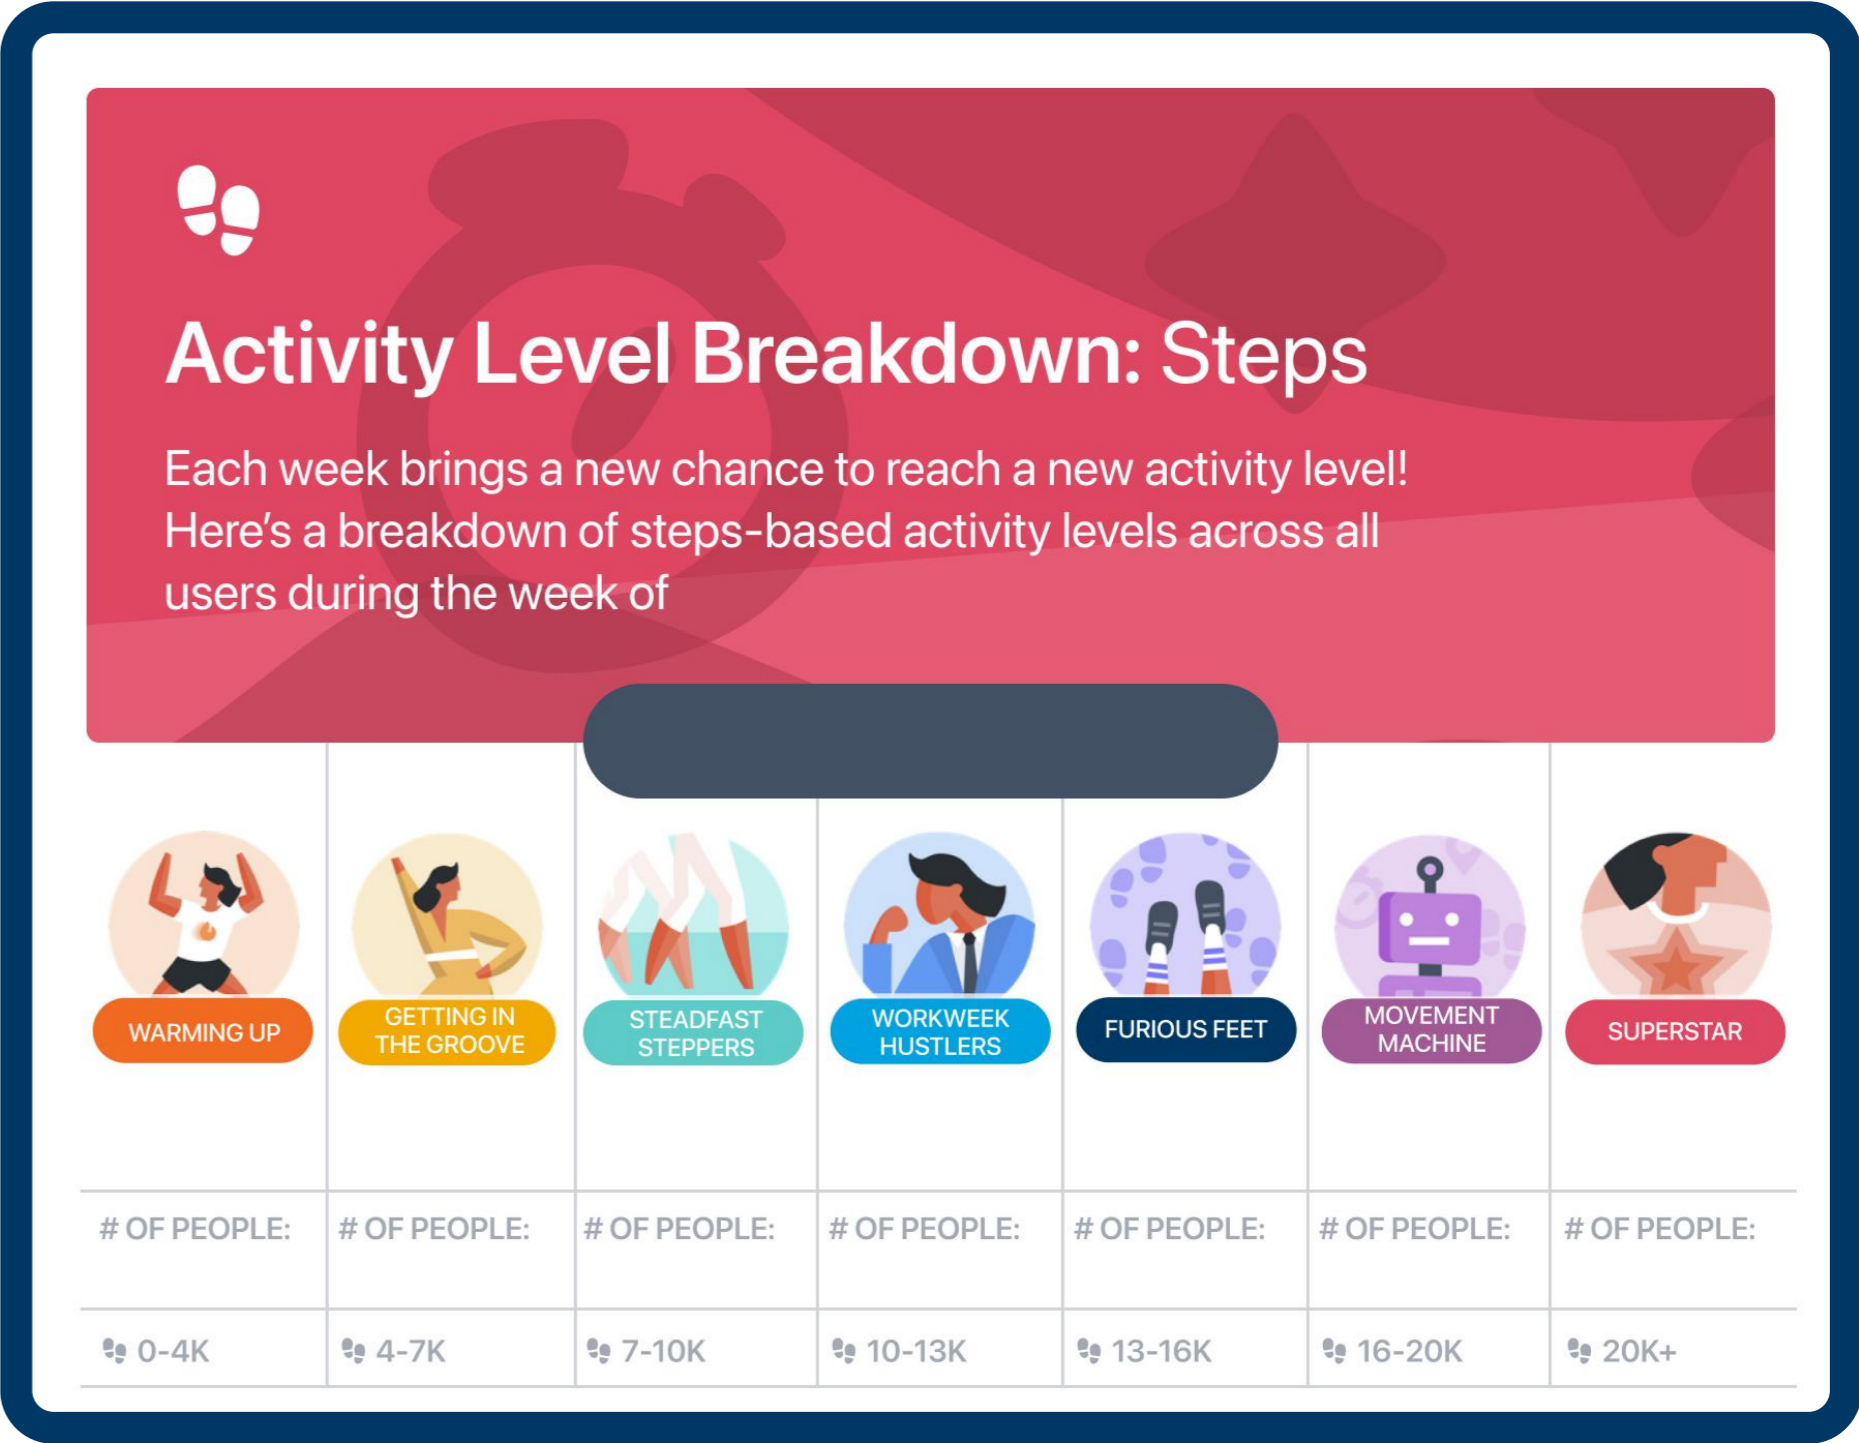 Activity Level Breakdown: Steps
Each week brings a new chance to reach a new activity level!
Here's a breakdown of steps-based activity levels across all
users during the week of
WARMING UP
GETTING IN
THE GROOVE
STEADFAST
STEPPERS
WORKWEEK
HUSTLERS
FURIOUS FEET
MOVEMENT
MACHINE
SUPERSTAR
# OF PEOPLE:
# OF PEOPLE:
# OF PEOPLE:
# OF PEOPLE:
# OF PEOPLE:
# OF PEOPLE:
# OF PEOPLE:
0-4K
4-7K
7-10K
10-13K
13-16K
16-20K
20K+